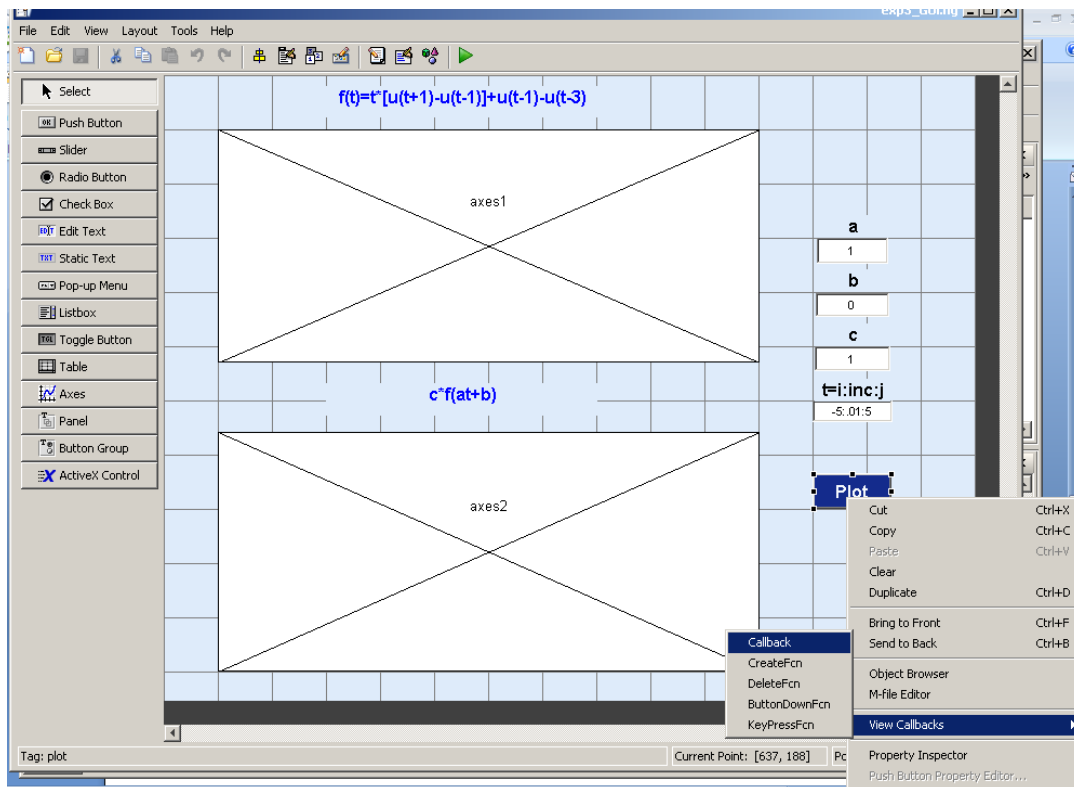 exp3_GUI.fig
File Edit View Layout Tools Help
Select
OK Push Button
Slider
Radio Button
Check Box
EDIT Edit Text
TXT Static Text
Pop-up Menu
Listbox
TGL Toggle Button
Table
Axes
Panel
Button Group
ActiveX Control
f(t)=t*[u(t+1)-u(t-1)]+u(t-1)-u(t-3)
axes1
c*f(at+b)
axes2
a
1
b
0
c
1
t=i:inc:j
-5:.01:5
Plot
Cut Ctrl+X
Copy Ctrl+C
Paste Ctrl+V
Clear
Duplicate Ctrl+D
Bring to Front Ctrl+F
Send to Back Ctrl+B
Object Browser
M-file Editor
View Callbacks
Property Inspector
Push Button Property Editor...
Callback
CreateFcn
DeleteFcn
ButtonDownFcn
KeyPressFcn
Tag: plot
Current Point: [637, 188]